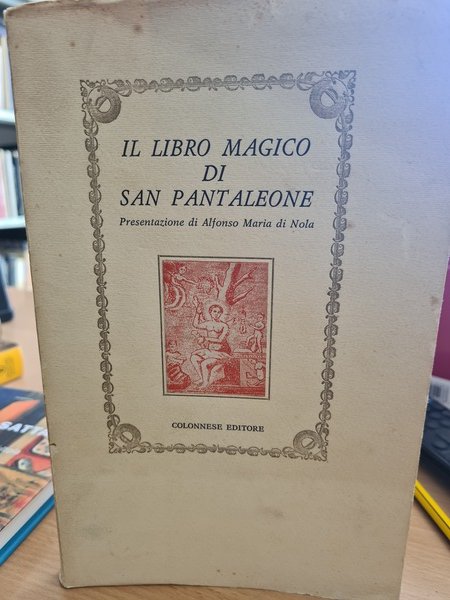 IL LIBRO MAGICO
DI
SAN PANTALEONE
Presentazione di Alfonso Maria di Nola
COLONNESE EDITORE